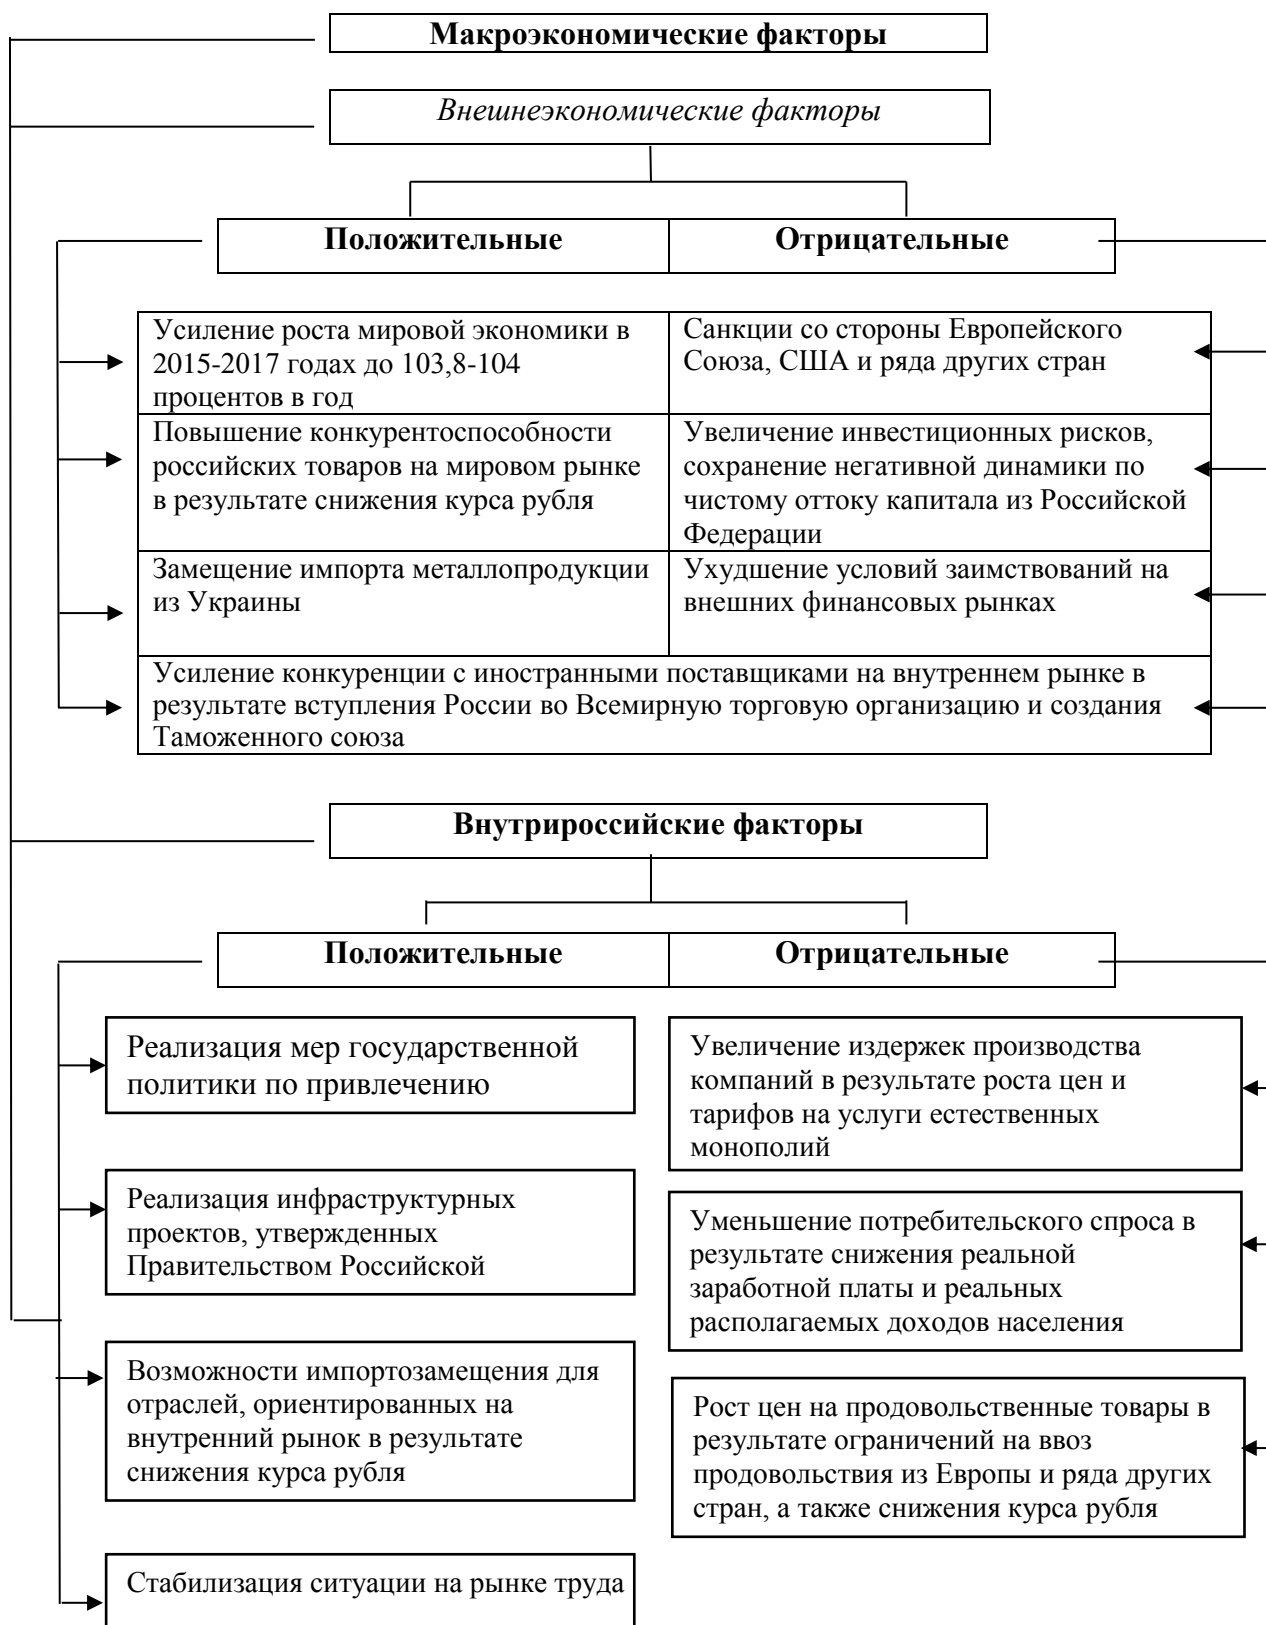 Макроэкономические факторы
Внешнеэкономические факторы
Положительные
Отрицательные
Усиление роста мировой экономики в
2015-2017 годах до 103,8-104
процентов в год
Санкции со стороны Европейского
Союза, США и ряда других стран
Повышение конкурентоспособности
российских товаров на мировом рынке
в результате снижения курса рубля
Увеличение инвестиционных рисков,
сохранение негативной динамики по
чистому оттоку капитала из Российской
Федерации
Замещение импорта металлопродукции
из Украины
Ухудшение условий заимствований на
внешних финансовых рынках
Усиление конкуренции с иностранными поставщиками на внутреннем рынке в
результате вступления России во Всемирную торговую организацию и создания
Таможенного союза
Внутрироссийские факторы
Положительные
Отрицательные
Реализация мер государственной
политики по привлечению
Увеличение издержек производства
компаний в результате роста цен и
тарифов на услуги естественных
монополий
Реализация инфраструктурных
проектов, утвержденных
Правительством Российской
Уменьшение потребительского спроса в
результате снижения реальной
заработной платы и реальных
располагаемых доходов населения
Возможности импортозамещения для
отраслей, ориентированных на
внутренний рынок в результате
снижения курса рубля
Рост цен на продовольственные товары в
результате ограничений на ввоз
продовольствия из Европы и ряда других
стран, а также снижения курса рубля
Стабилизация ситуации на рынке труда